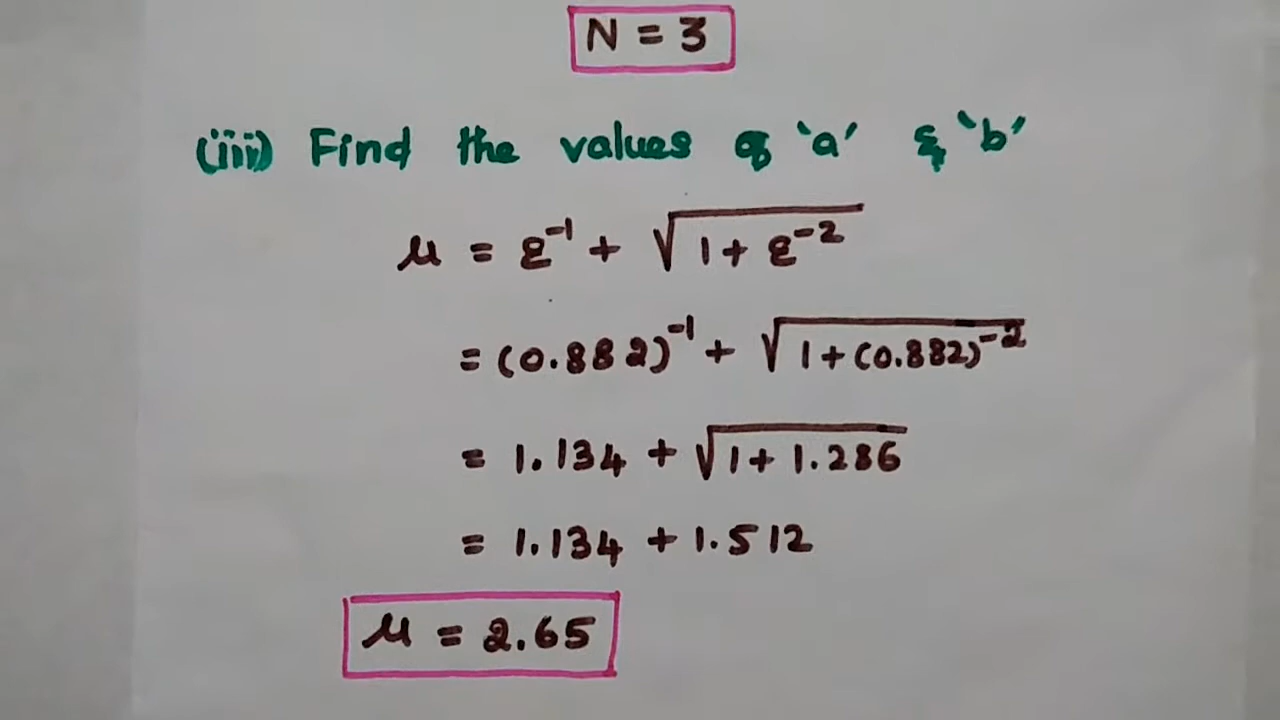 N = 3
(iii) Find the values of 'a' & 'b'
μ = ε⁻¹ + √(1 + ε⁻²)
= (0.882)⁻¹ + √(1 + (0.882)⁻²)
= 1.134 + √(1 + 1.286)
= 1.134 + 1.512
μ = 2.65